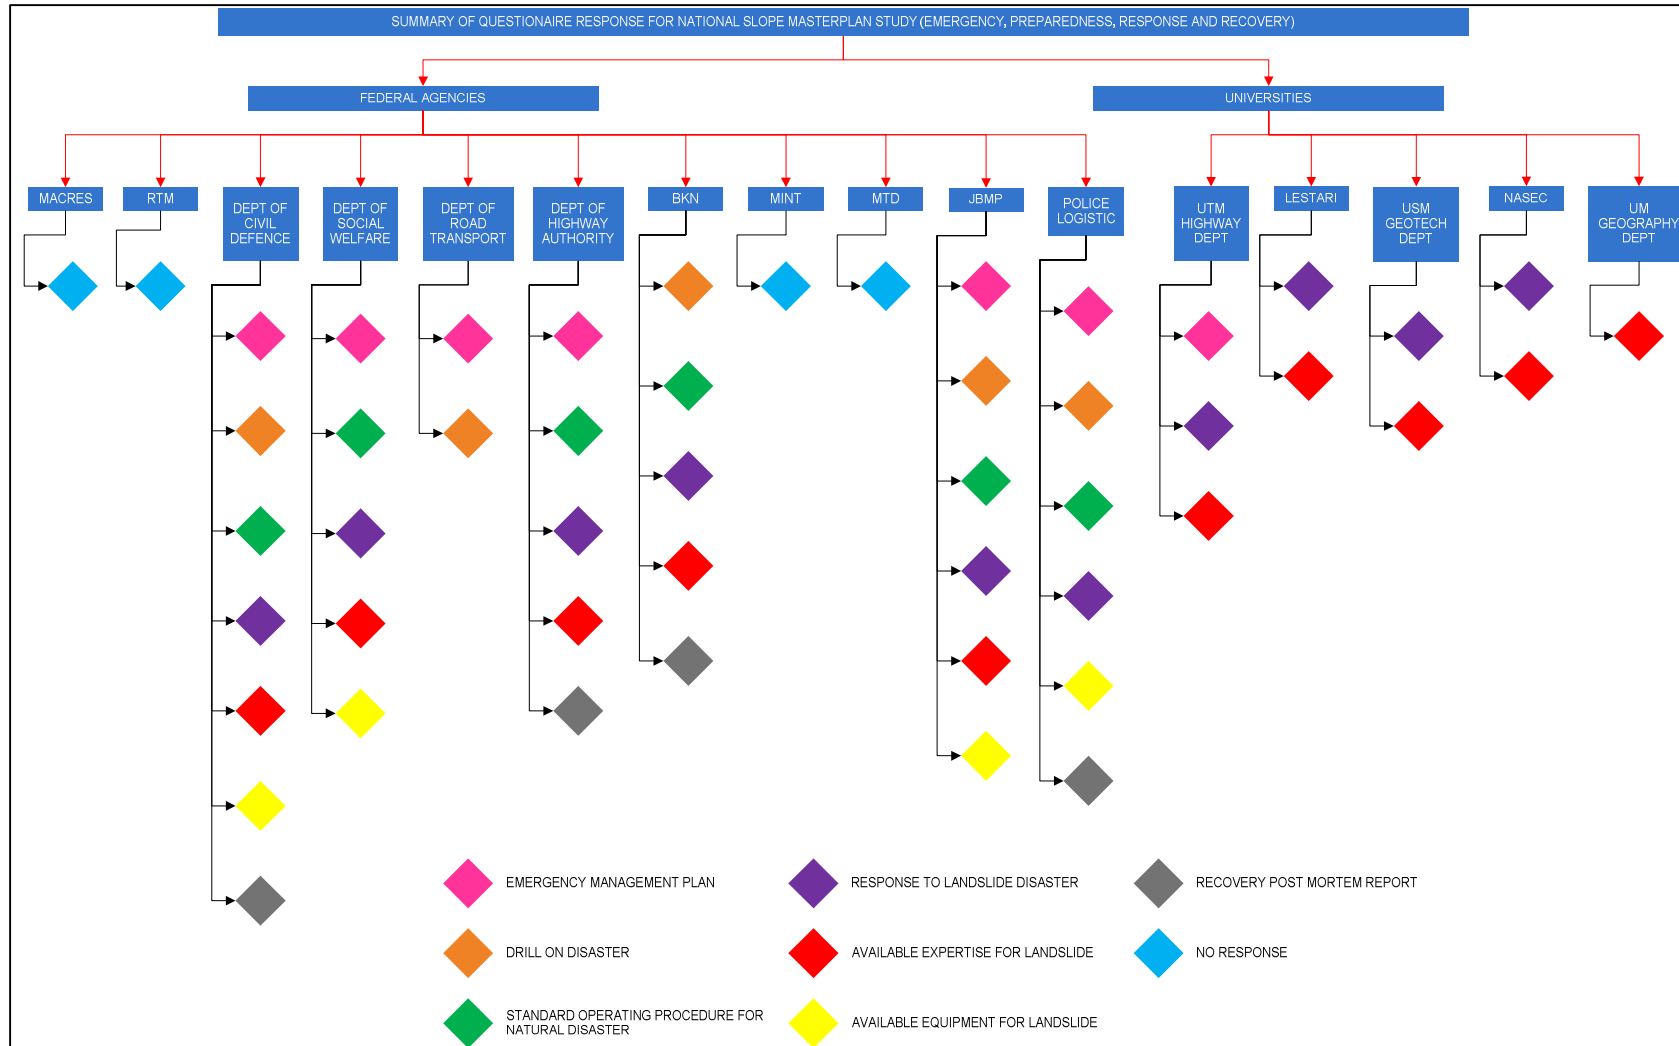 SUMMARY OF QUESTIONAIRE RESPONSE FOR NATIONAL SLOPE MASTERPLAN STUDY (EMERGENCY, PREPAREDNESS, RESPONSE AND RECOVERY)
FEDERAL AGENCIES
UNIVERSITIES
MACRES
RTM
DEPT OF
CIVIL
DEFENCE
DEPT OF
SOCIAL
WELFARE
DEPT OF
ROAD
TRANSPORT
DEPT OF
HIGHWAY
AUTHORITY
BKN
MINT
MTD
JBMP
POLICE
LOGISTIC
UTM
HIGHWAY
DEPT
LESTARI
USM
GEOTECH
DEPT
NASEC
UM
GEOGRAPHY
DEPT
EMERGENCY MANAGEMENT PLAN
RESPONSE TO LANDSLIDE DISASTER
RECOVERY POST MORTEM REPORT
DRILL ON DISASTER
AVAILABLE EXPERTISE FOR LANDSLIDE
NO RESPONSE
STANDARD OPERATING PROCEDURE FOR
NATURAL DISASTER
AVAILABLE EQUIPMENT FOR LANDSLIDE